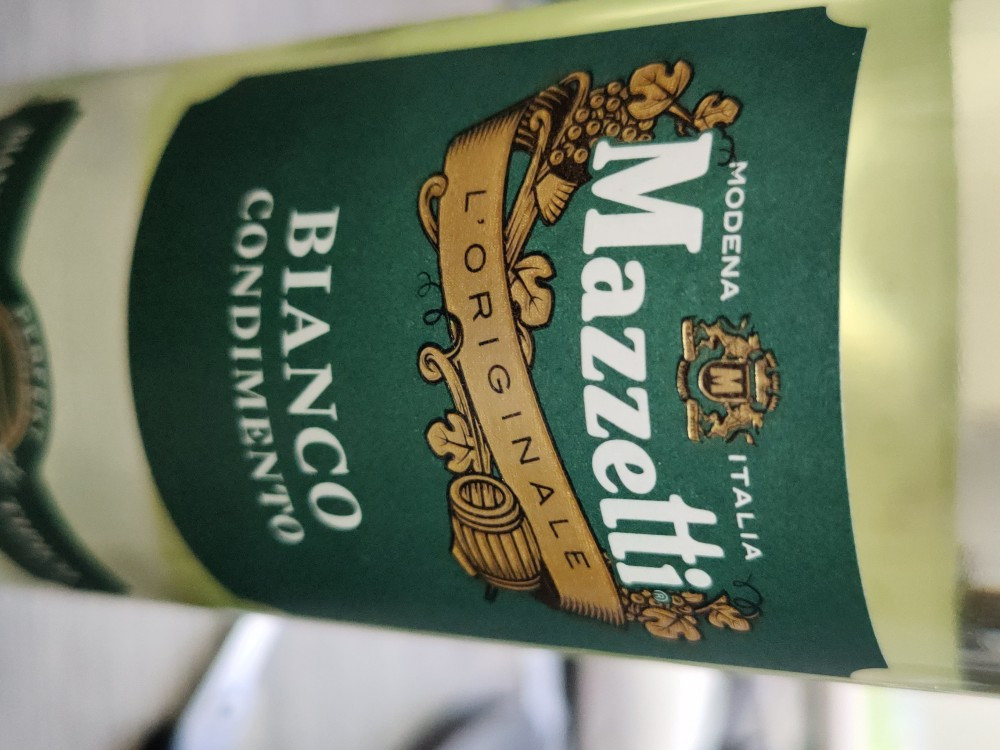 MODENA ITALIA
M
Mazzetti®
L'ORIGINALE
BIANCO
CONDIMENTO